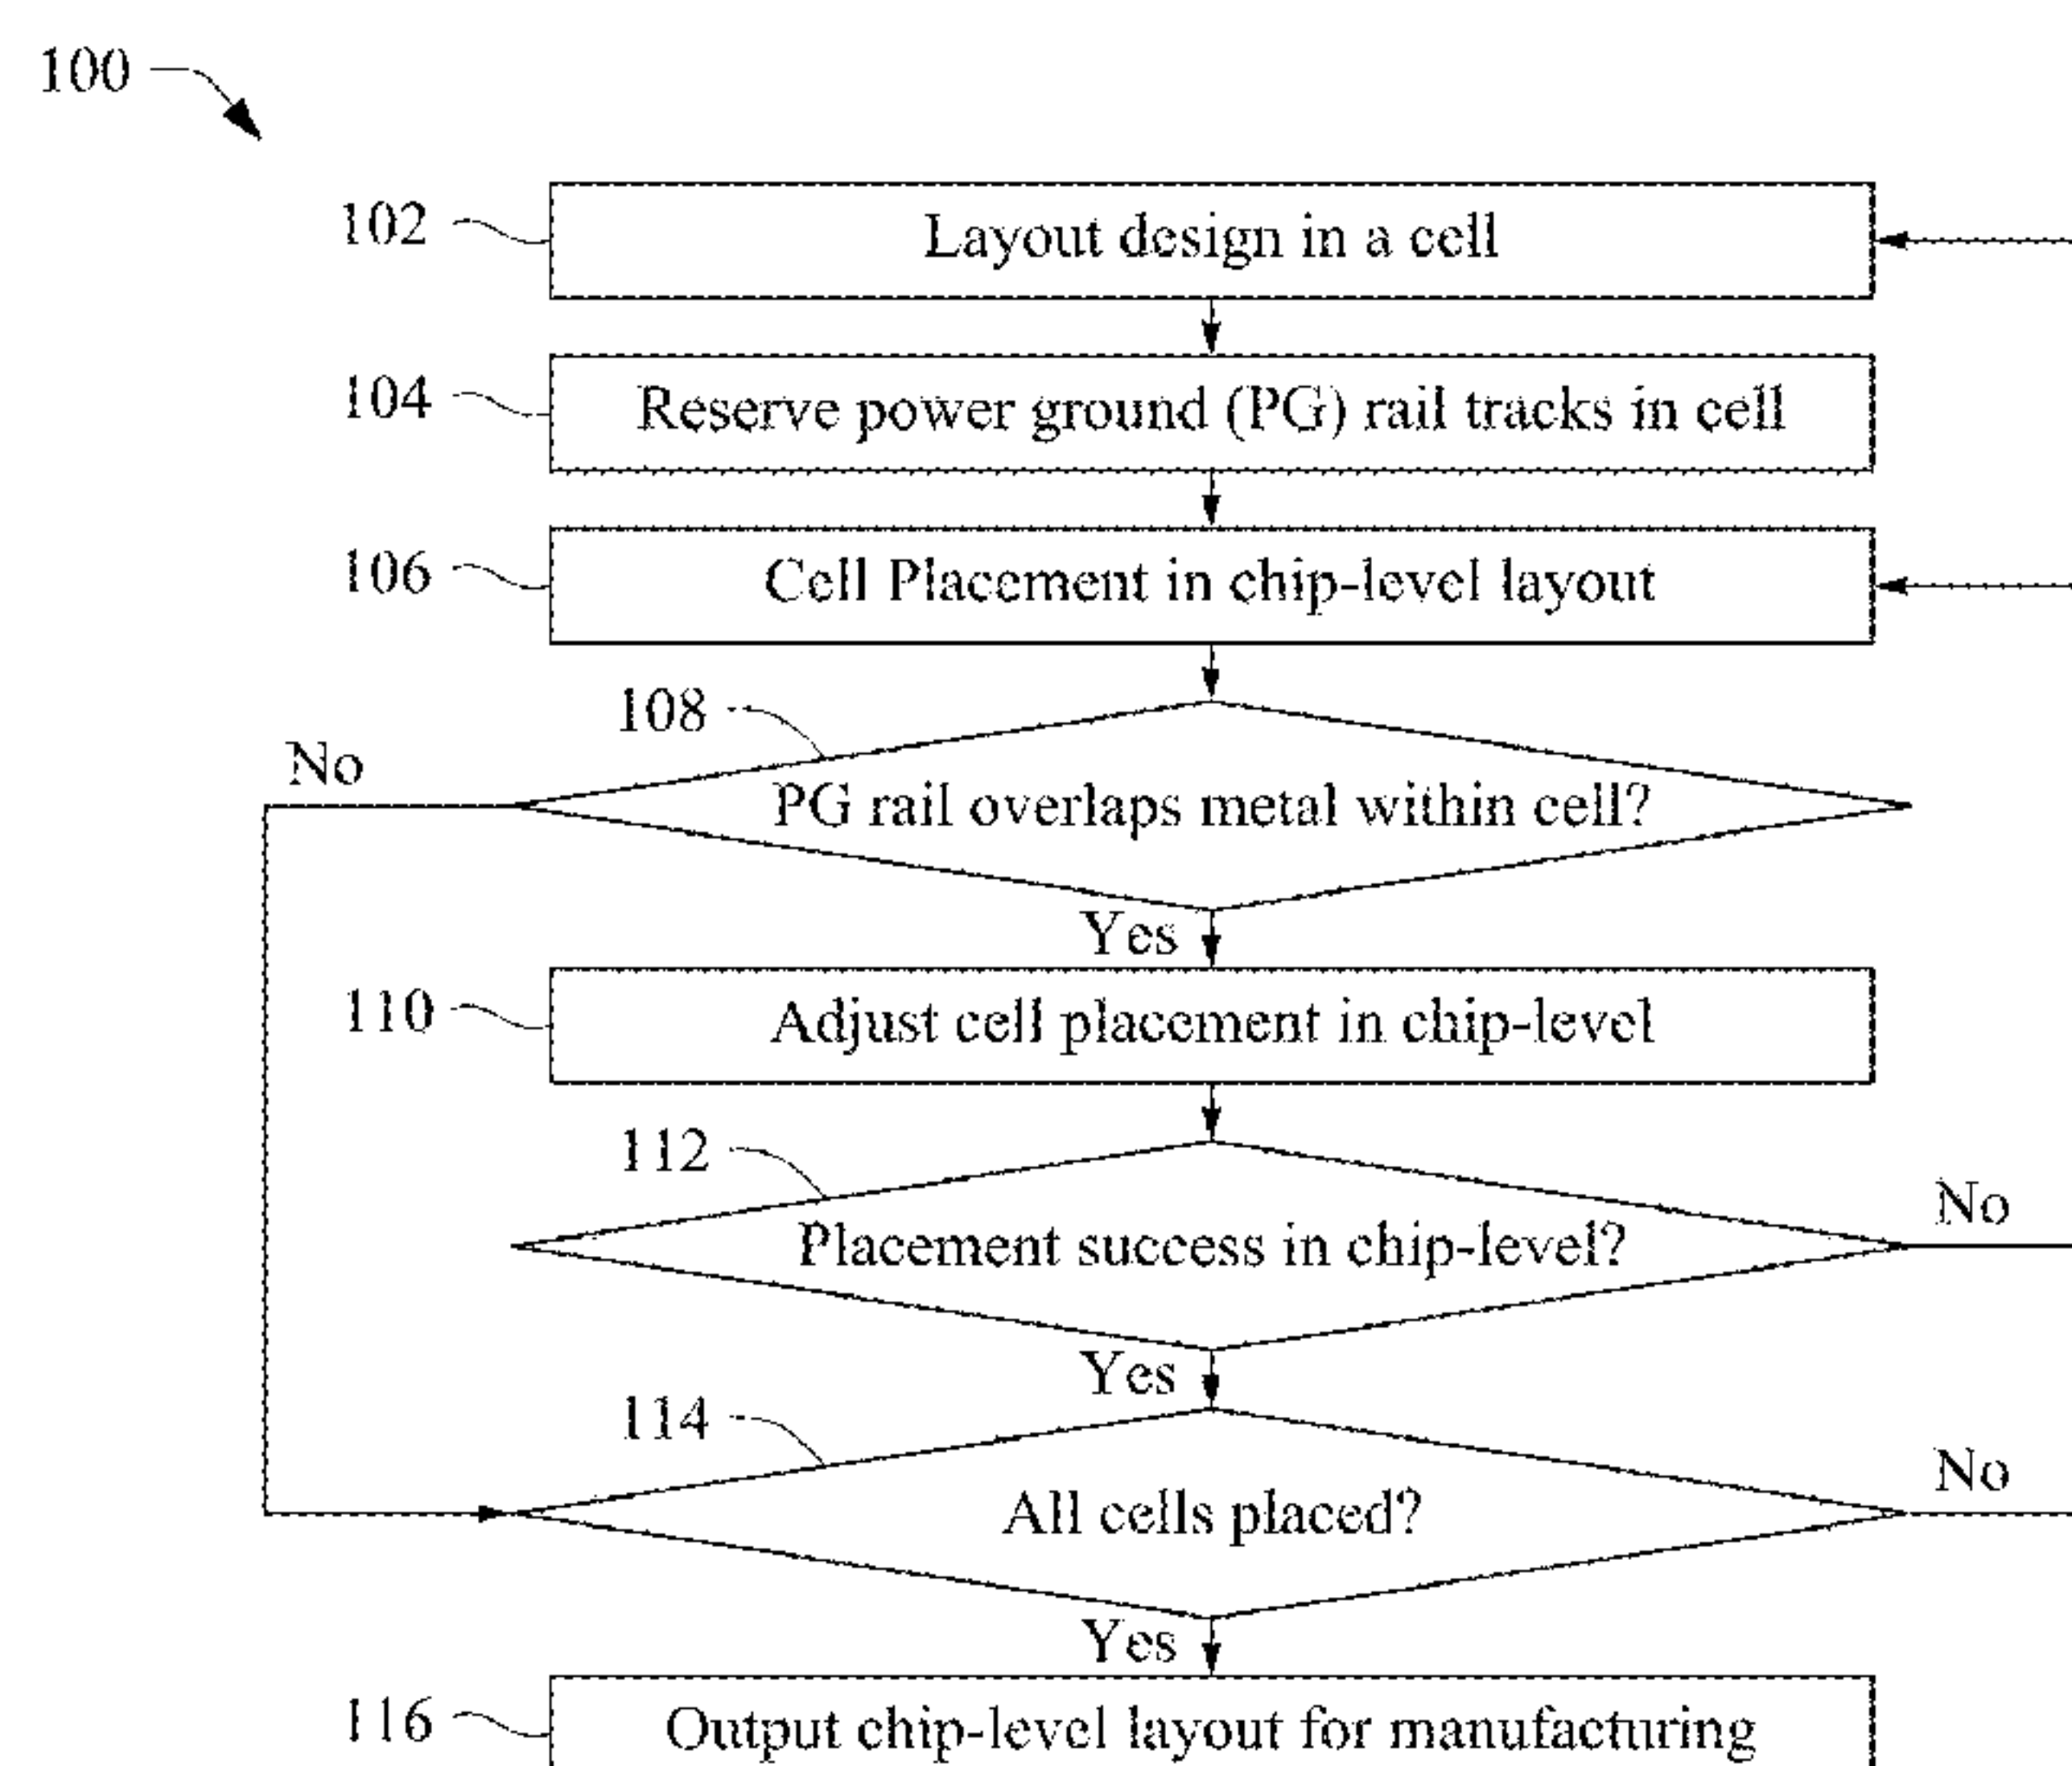 100
102
Layout design in a cell
104
Reserve power ground (PG) rail tracks in cell
106
Cell Placement in chip-level layout
108
No
PG rail overlaps metal within cell?
Yes
110
Adjust cell placement in chip-level
112
No
Placement success in chip-level?
Yes
114
No
All cells placed?
Yes
116
Output chip-level layout for manufacturing